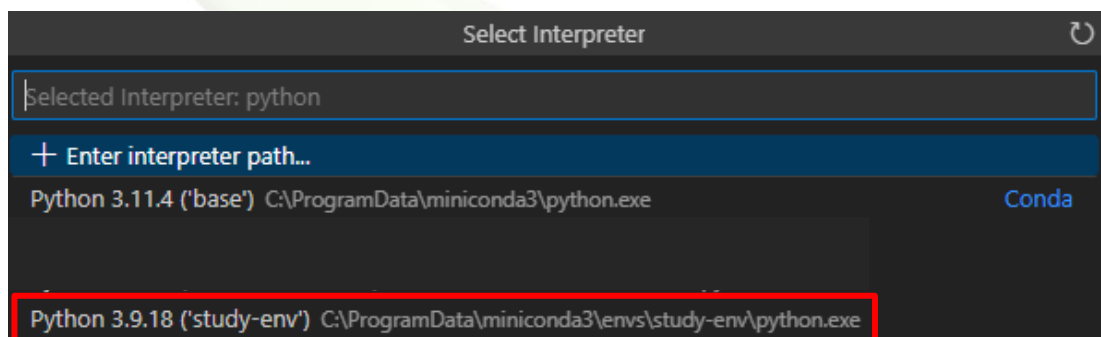 Select Interpreter
Selected Interpreter: python
+ Enter interpreter path...
Python 3.11.4 ('base') C:\ProgramData\miniconda3\python.exe Conda
Python 3.9.18 ('study-env') C:\ProgramData\miniconda3\envs\study-env\python.exe